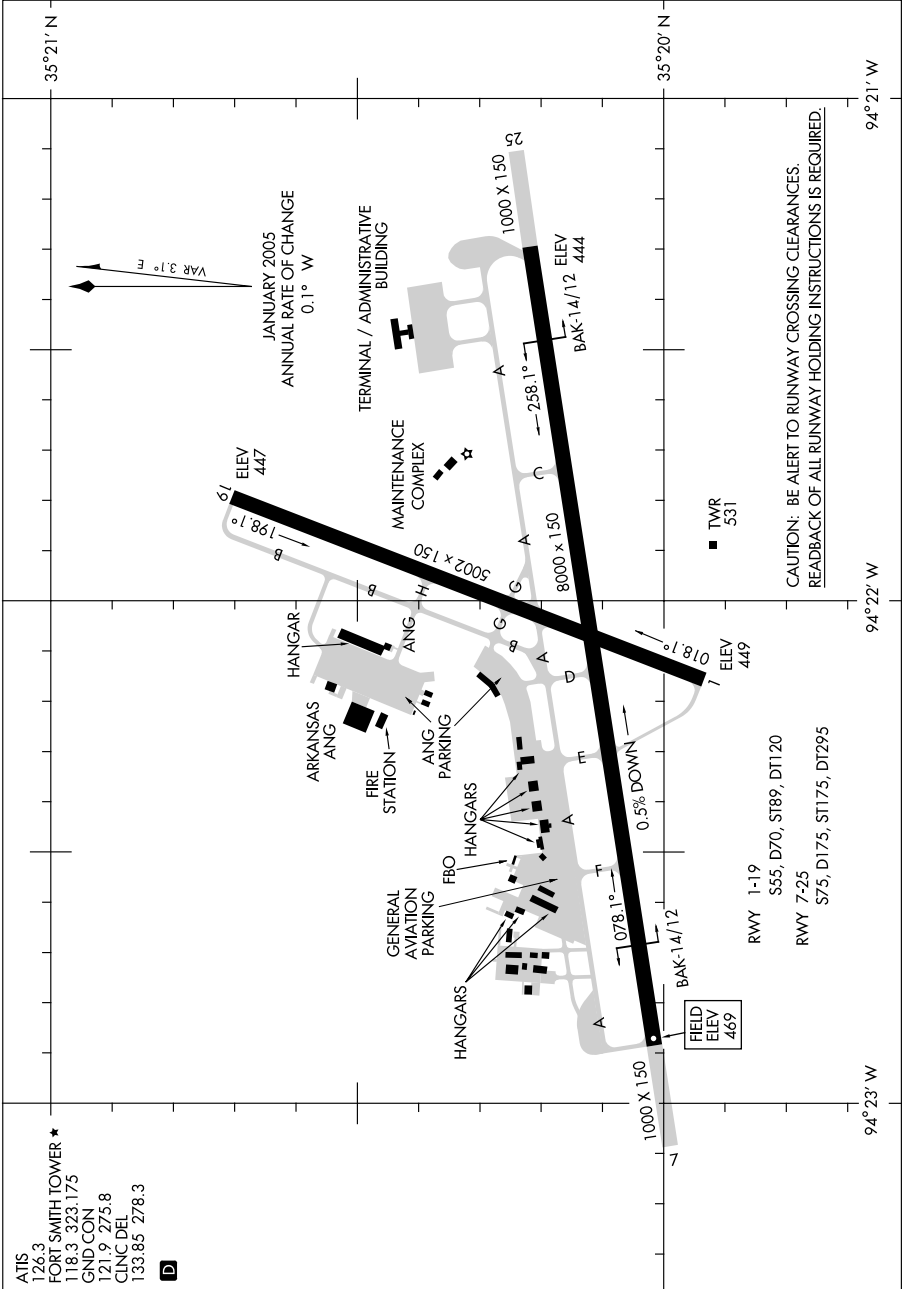 ATIS
126.3
FORT SMITH TOWER ★
118.3 323.175
GND CON
121.9 275.8
CLNC DEL
133.85 278.3
D
35°21' N
35°20' N
94°21' W
94°22' W
94°23' W
VAR 3.1° E
JANUARY 2005
ANNUAL RATE OF CHANGE
0.1° W
TERMINAL / ADMINISTRATIVE
BUILDING
MAINTENANCE
COMPLEX
19
ELEV
447
198.1°
5002 x 150
B
B
H
G
G
B
HANGAR
ANG
ARKANSAS
ANG
FIRE
STATION
ANG
PARKING
HANGARS
FBO
GENERAL
AVIATION
PARKING
HANGARS
A
A
A
A
A
C
D
E
F
25
1000 X 150
ELEV
444
BAK-14/12
258.1°
8000 x 150
018.1°
1
ELEV
449
0.5% DOWN
078.1°
BAK-14/12
FIELD
ELEV
469
1000 X 150
7
TWR
531
RWY 1-19
S55, D70, ST89, DT120
RWY 7-25
S75, D175, ST175, DT295
CAUTION: BE ALERT TO RUNWAY CROSSING CLEARANCES.
READBACK OF ALL RUNWAY HOLDING INSTRUCTIONS IS REQUIRED.